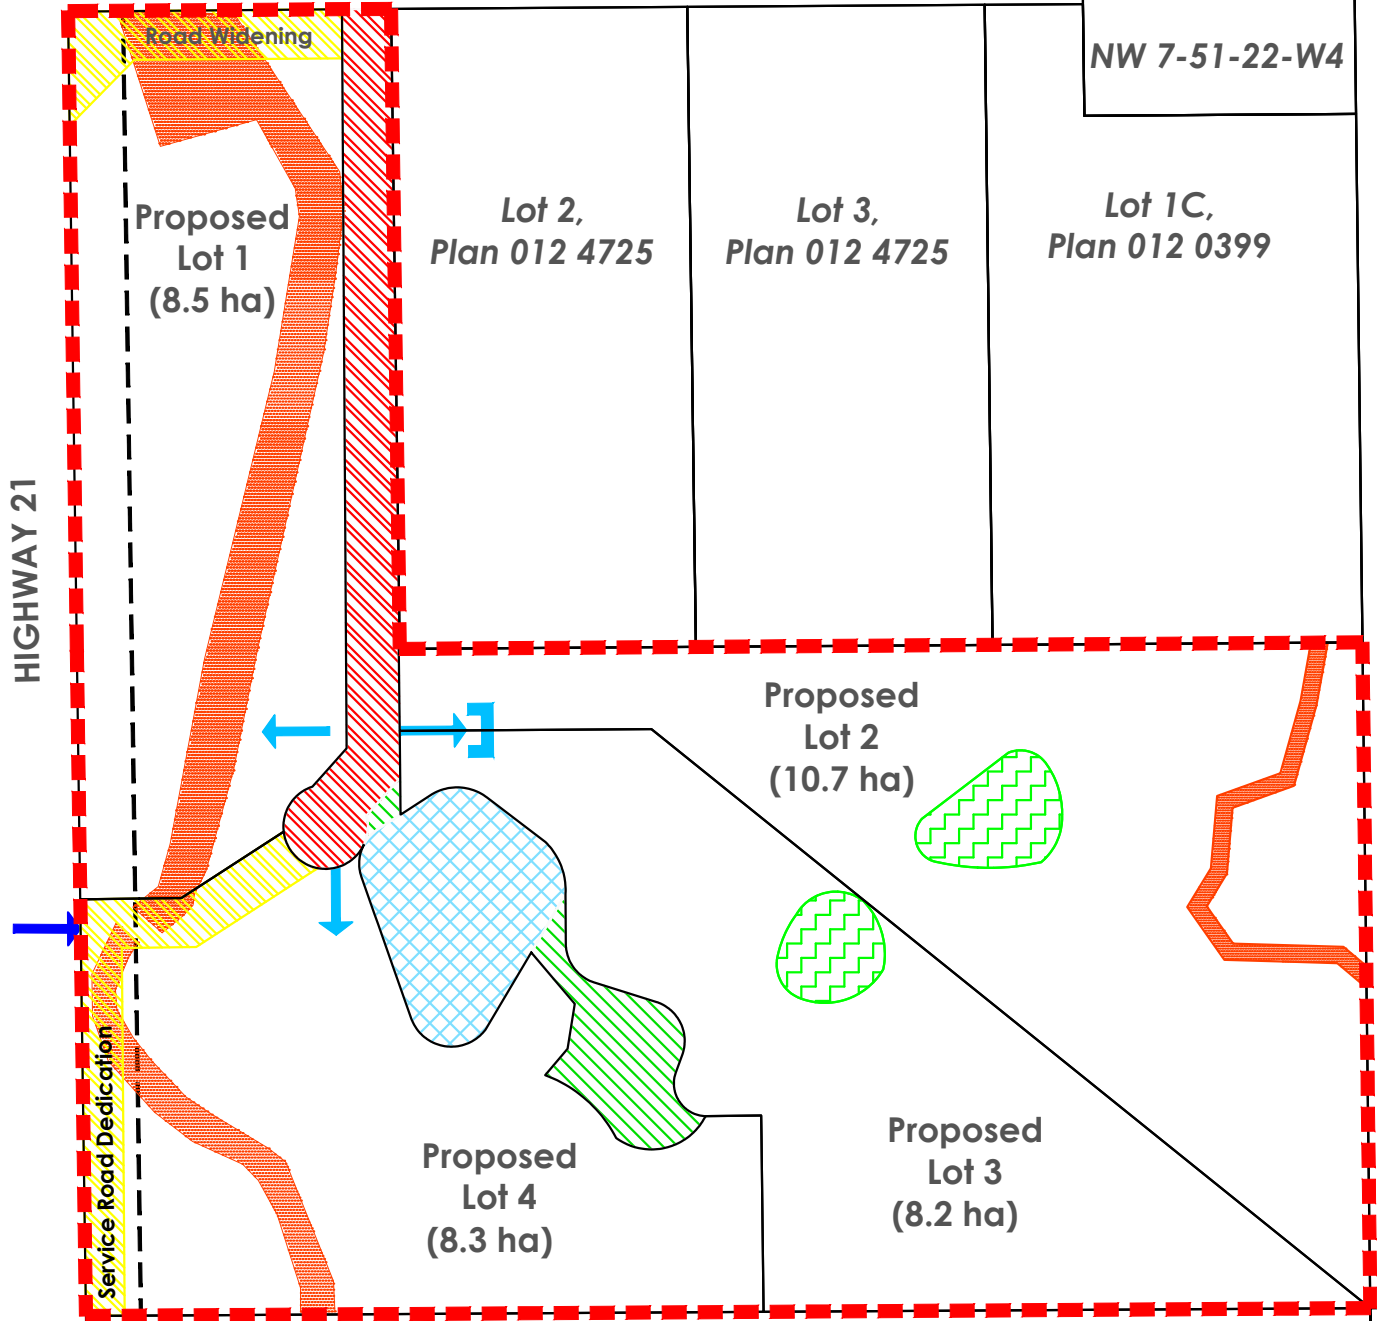 Road Widening
NW 7-51-22-W4
Proposed
Lot 1
(8.5 ha)
Lot 2,
Plan 012 4725
Lot 3,
Plan 012 4725
Lot 1C,
Plan 012 0399
HIGHWAY 21
Proposed
Lot 2
(10.7 ha)
Service Road Dedication
Proposed
Lot 4
(8.3 ha)
Proposed
Lot 3
(8.2 ha)